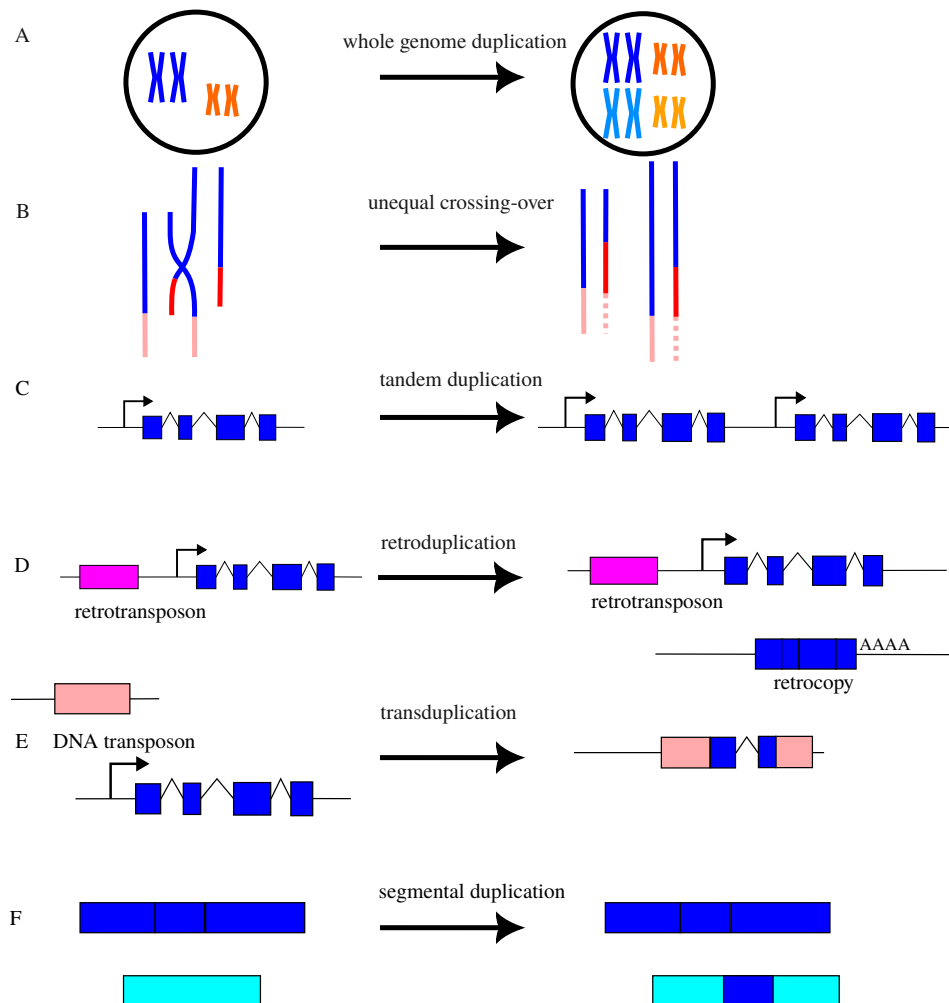 A
whole genome duplication
B
unequal crossing-over
C
tandem duplication
D
retroduplication
retrotransposon
retrotransposon
AAAA
retrocopy
transduplication
E
DNA transposon
segmental duplication
F